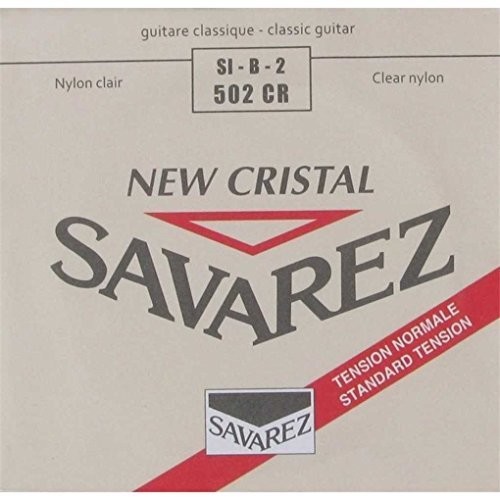 guitare classique - classic guitar
SI - B - 2
502 CR
Nylon clair
Clear nylon
NEW CRISTAL
SAVAREZ
TENSION NORMALE
STANDARD TENSION
SAVAREZ